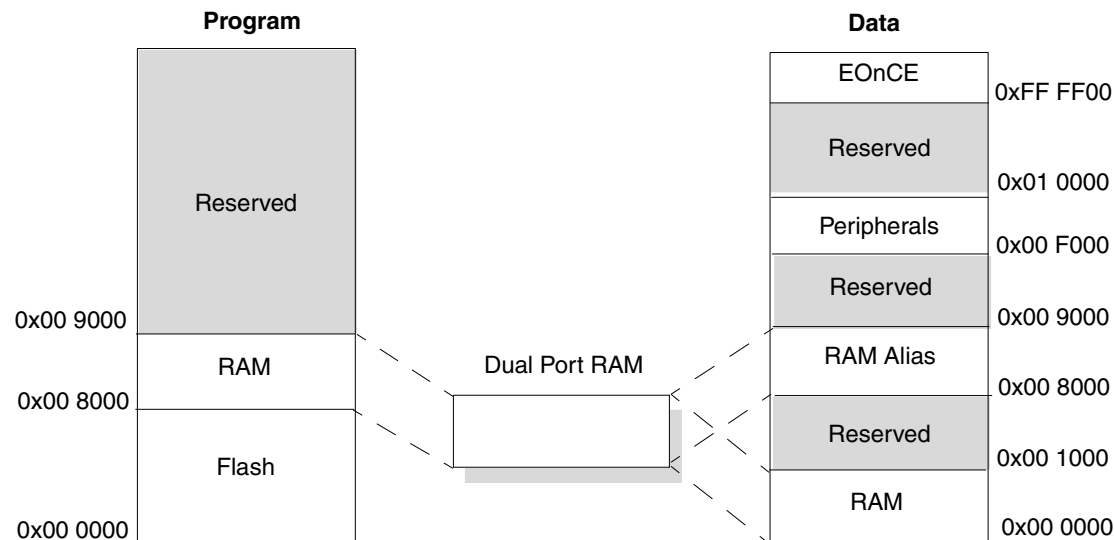 Program
Reserved
0x00 9000
RAM
0x00 8000
Flash
0x00 0000
Dual Port RAM
Data
EOnCE
0xFF FF00
Reserved
0x01 0000
Peripherals
0x00 F000
Reserved
0x00 9000
RAM Alias
0x00 8000
Reserved
0x00 1000
RAM
0x00 0000